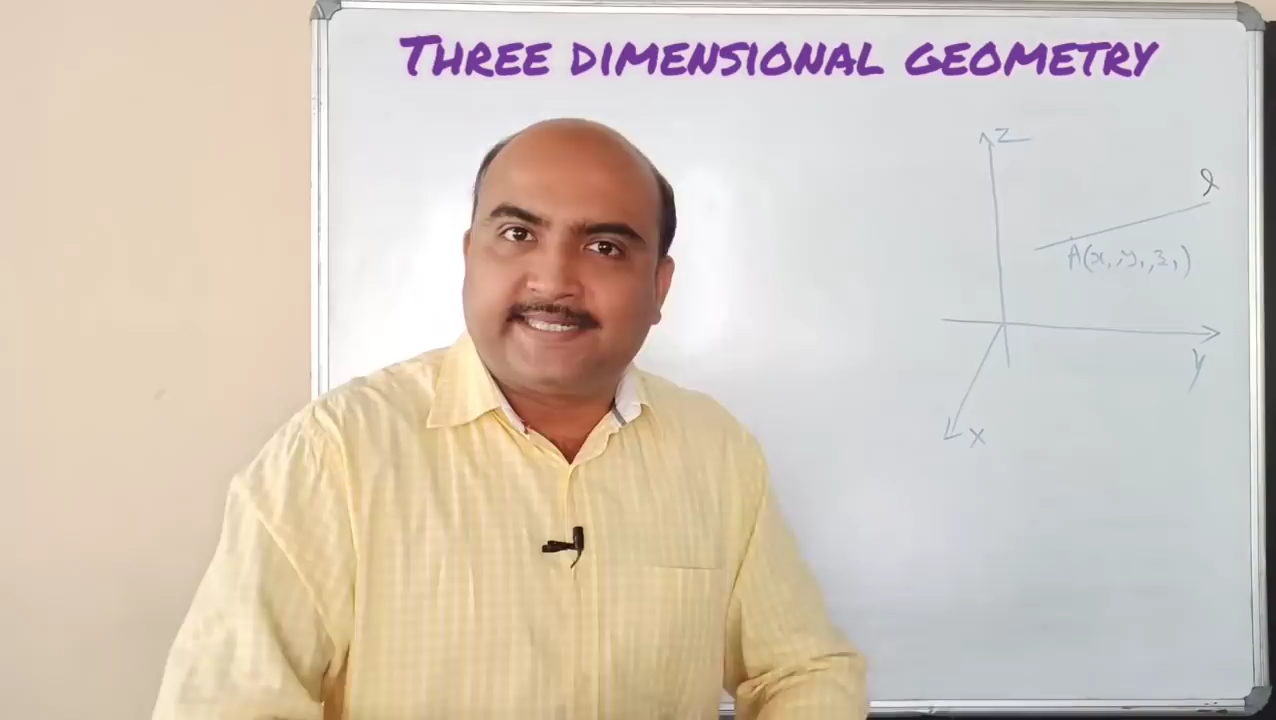 THREE DIMENSIONAL GEOMETRY
Z
l
A(x₁, y₁, z₁)
y
X